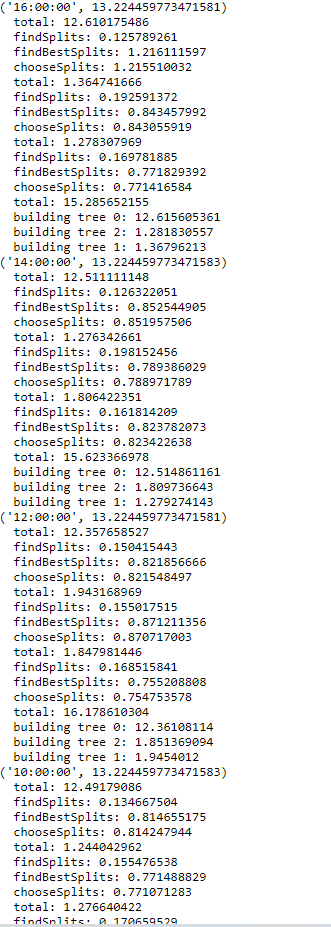 ('16:00:00', 13.224459773471581)
total: 12.610175486
findSplits: 0.125789261
findBestSplits: 1.216111597
chooseSplits: 1.215510032
total: 1.364741666
findSplits: 0.192591372
findBestSplits: 0.843457992
chooseSplits: 0.843055919
total: 1.278307969
findSplits: 0.169781885
findBestSplits: 0.771829392
chooseSplits: 0.771416584
total: 15.285652155
building tree 0: 12.615605361
building tree 2: 1.281830557
building tree 1: 1.36796213
('14:00:00', 13.224459773471583)
total: 12.511111148
findSplits: 0.126322051
findBestSplits: 0.852544905
chooseSplits: 0.851957506
total: 1.276342661
findSplits: 0.198152456
findBestSplits: 0.789386029
chooseSplits: 0.788971789
total: 1.806422351
findSplits: 0.161814209
findBestSplits: 0.823782073
chooseSplits: 0.823422638
total: 15.623366978
building tree 0: 12.514861161
building tree 2: 1.809736643
building tree 1: 1.279274143
('12:00:00', 13.224459773471581)
total: 12.357658527
findSplits: 0.150415443
findBestSplits: 0.821856666
chooseSplits: 0.821548497
total: 1.943168969
findSplits: 0.155017515
findBestSplits: 0.871211356
chooseSplits: 0.870717003
total: 1.847981446
findSplits: 0.168515841
findBestSplits: 0.755208808
chooseSplits: 0.754753578
total: 16.178610304
building tree 0: 12.36108114
building tree 2: 1.851369094
building tree 1: 1.9454012
('10:00:00', 13.224459773471583)
total: 12.49179086
findSplits: 0.134667504
findBestSplits: 0.814655175
chooseSplits: 0.814247944
total: 1.244042962
findSplits: 0.155476538
findBestSplits: 0.771488829
chooseSplits: 0.771071283
total: 1.276640422
findSplits: 0.170659529